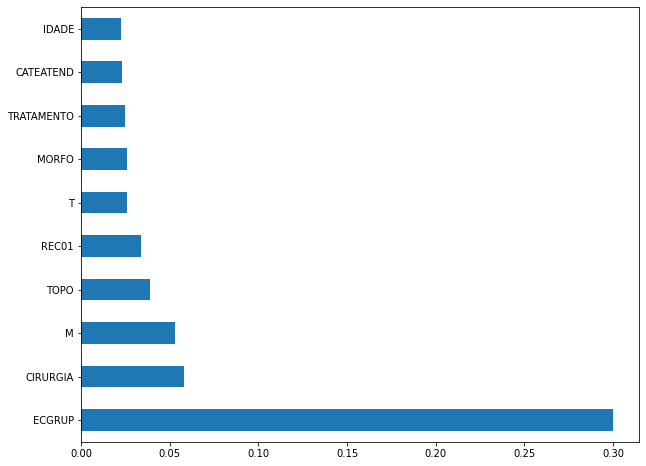 IDADE
CATEATEND
TRATAMENTO
MORFO
T
REC01
TOPO
M
CIRURGIA
ECGRUP
0.00 0.05 0.10 0.15 0.20 0.25 0.30